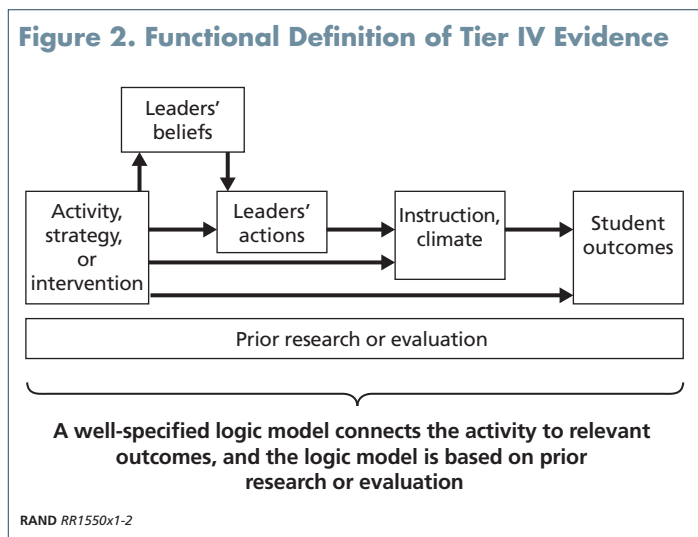 Figure 2. Functional Definition of Tier IV Evidence
Leaders'
beliefs
Activity,
strategy,
or
intervention
Leaders'
actions
Instruction,
climate
Student
outcomes
Prior research or evaluation
A well-specified logic model connects the activity to relevant
outcomes, and the logic model is based on prior
research or evaluation
RAND RR1550x1-2